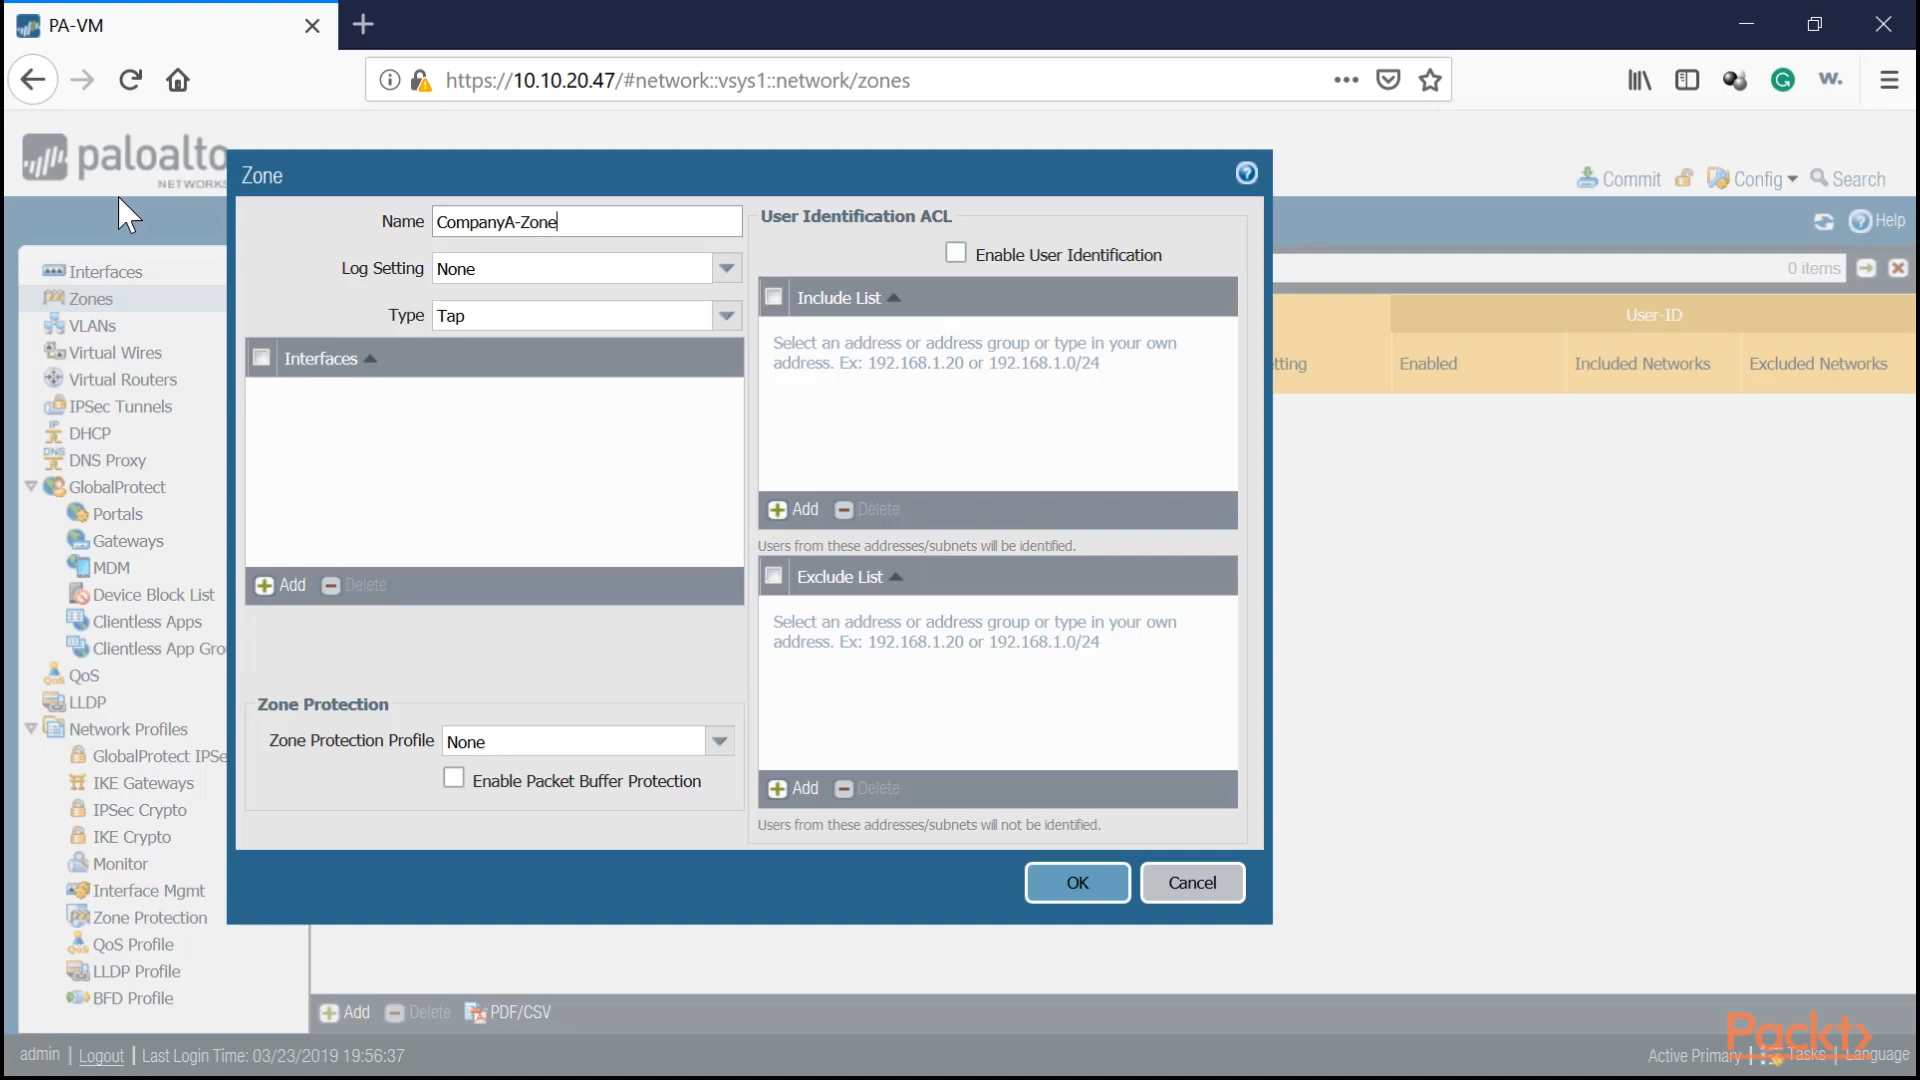 PA-VM
https://10.10.20.47/#network::vsys1::network/zones
w.
paloalto
NETWORKS
Commit
Config
Search
Help
Zone
Name CompanyA-Zone
Log Setting None
Type Tap
Interfaces
Add Delete
Zone Protection
Zone Protection Profile None
Enable Packet Buffer Protection
User Identification ACL
Enable User Identification
Include List
Select an address or address group or type in your own
address. Ex: 192.168.1.20 or 192.168.1.0/24
Add Delete
Users from these addresses/subnets will be identified.
Exclude List
Select an address or address group or type in your own
address. Ex: 192.168.1.20 or 192.168.1.0/24
Add Delete
Users from these addresses/subnets will not be identified.
OK Cancel
Interfaces
Zones
VLANs
Virtual Wires
Virtual Routers
IPSec Tunnels
DHCP
DNS Proxy
GlobalProtect
Portals
Gateways
MDM
Device Block List
Clientless Apps
Clientless App Gro
QoS
LLDP
Network Profiles
GlobalProtect IPSe
IKE Gateways
IPSec Crypto
IKE Crypto
Monitor
Interface Mgmt
Zone Protection
QoS Profile
LLDP Profile
BFD Profile
0 items
User-ID
tting Enabled Included Networks Excluded Networks
Add Delete PDF/CSV
admin | Logout | Last Login Time: 03/23/2019 19:56:37
Active Primary | Tasks | Language
Packt>